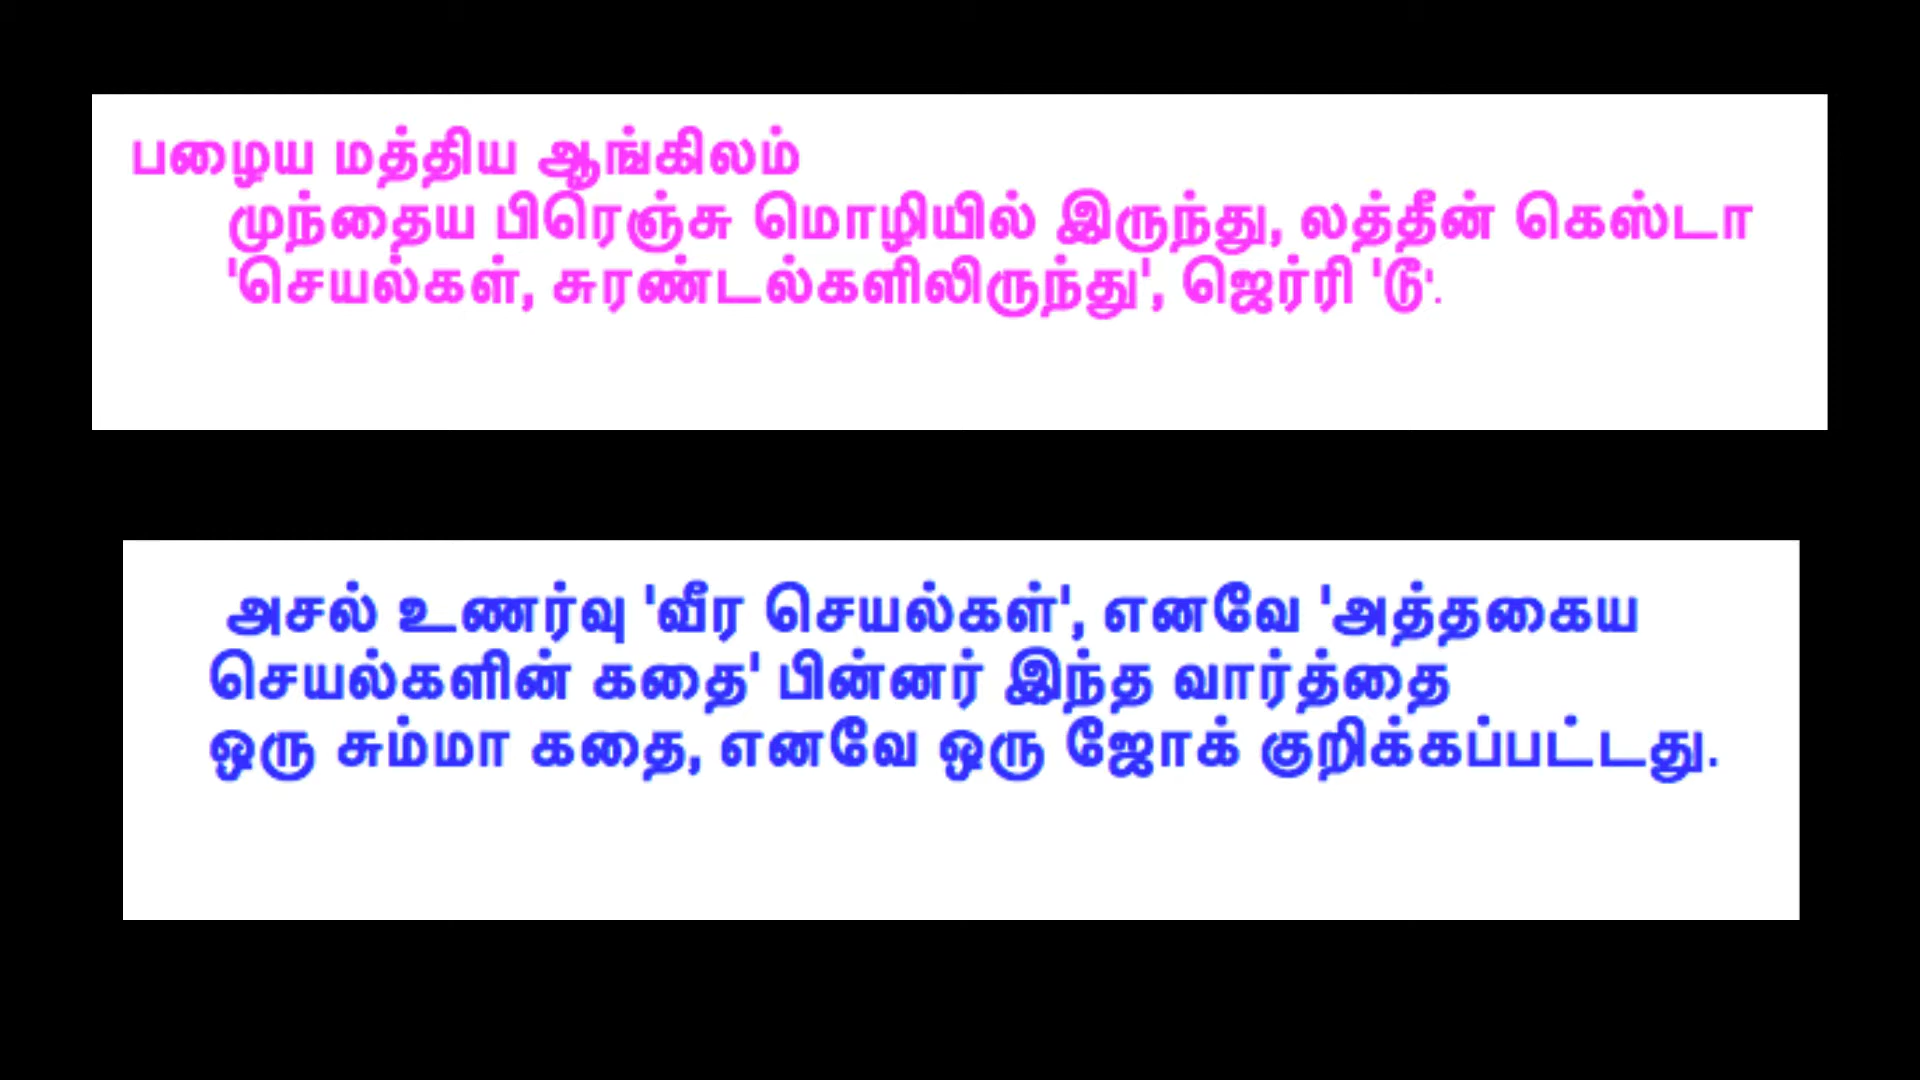 பழைய மத்திய ஆங்கிலம்
முந்தைய பிரெஞ்சு மொழியில் இருந்து, லத்தீன் கெஸ்டா
'செயல்கள், சுரண்டல்களிலிருந்து', ஜெர்ரி 'டூ'.
அசல் உணர்வு 'வீர செயல்கள்', எனவே 'அத்தகைய
செயல்களின் கதை' பின்னர் இந்த வார்த்தை
ஒரு சும்மா கதை, எனவே ஒரு ஜோக் குறிக்கப்பட்டது.